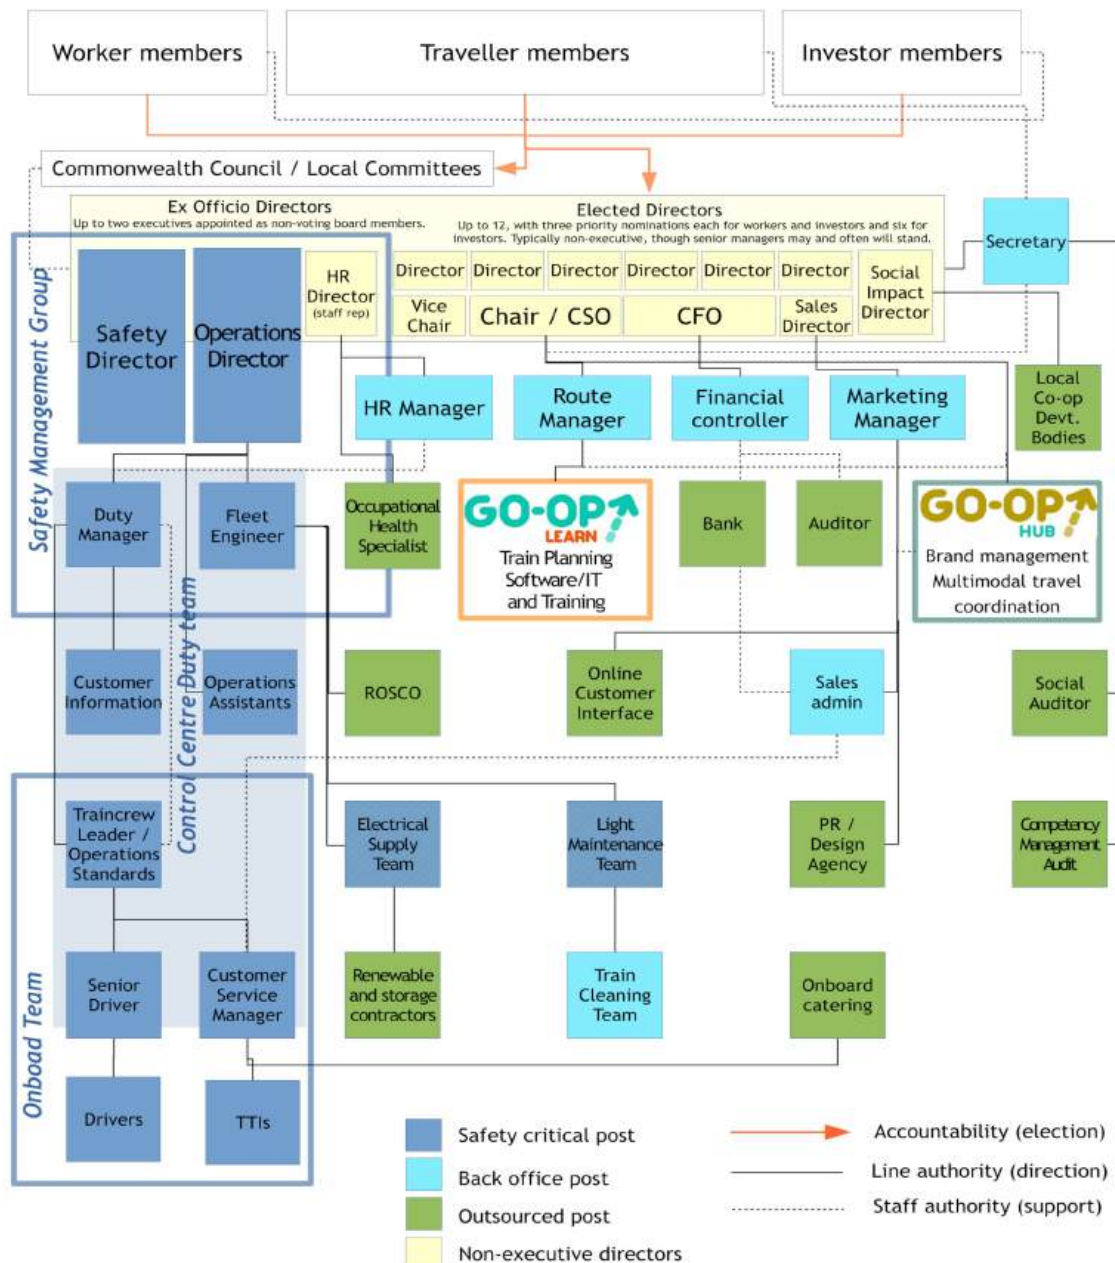 Worker members
Traveller members
Investor members
Commonwealth Council / Local Committees
Ex Officio Directors
Up to two executives appointed as non-voting board members.
Elected Directors
Up to 12, with three priority nominations each for workers and investors and six for
investors. Typically non-executive, though senior managers may and often will stand.
Secretary
Safety Management Group
Safety
Director
Operations
Director
HR
Director
(staff rep)
Director
Director
Director
Director
Director
Director
Social
Impact
Director
Vice
Chair
Chair / CSO
CFO
Sales
Director
HR Manager
Route
Manager
Financial
controller
Marketing
Manager
Local
Co-op
Devt.
Bodies
Duty
Manager
Fleet
Engineer
Occupational
Health
Specialist
GO-OP
LEARN
Train Planning
Software/IT
and Training
Bank
Auditor
GO-OP
HUB
Brand management
Multimodal travel
coordination
Control Centre Duty team
Customer
Information
Operations
Assistants
ROSCO
Online
Customer
Interface
Sales
admin
Social
Auditor
Onboad Team
Traincrew
Leader /
Operations
Standards
Electrical
Supply
Team
Light
Maintenance
Team
PR /
Design
Agency
Competency
Management
Audit
Senior
Driver
Customer
Service
Manager
Renewable
and storage
contractors
Train
Cleaning
Team
Onboard
catering
Drivers
TTIs
Safety critical post
Back office post
Outsourced post
Non-executive directors
Accountability (election)
Line authority (direction)
Staff authority (support)